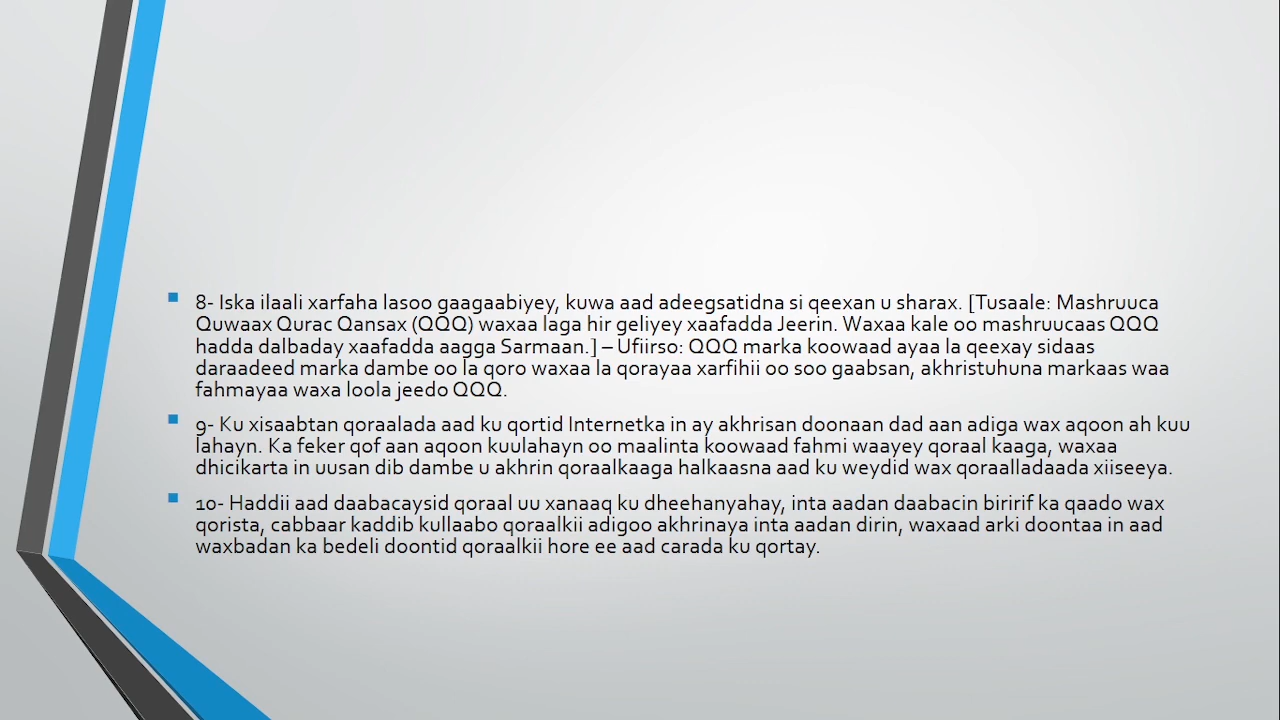 8- Iska ilaali xarfaha lasoo gaagaabiyey, kuwa aad adeegsatidna si qeexan u sharax. [Tusaale: Mashruuca
Quwaax Qurac Qansax (QQQ) waxaa laga hir geliyey xaafadda Jeerin. Waxaa kale oo mashruucaas QQQ
hadda dalbaday xaafadda aagga Sarmaan.] – Ufiirso: QQQ marka koowaad ayaa la qeexay sidaas
daraadeed marka dambe oo la qoro waxaa la qorayaa xarfihii oo soo gaabsan, akhristuhuna markaas waa
fahmayaa waxa loola jeedo QQQ.
9- Ku xisaabtan qoraalada aad ku qortid Internetka in ay akhrisan doonaan dad aan adiga wax aqoon ah kuu
lahayn. Ka feker qof aan aqoon kuulahayn oo maalinta koowaad fahmi waayey qoraal kaaga, waxaa
dhicikarta in uusan dib dambe u akhrin qoraalkaaga halkaasna aad ku weydid wax qoraalladaada xiiseeya.
10- Haddii aad daabacaysid qoraal uu xanaaq ku dheehanyahay, inta aadan daabacin biririf ka qaado wax
qorista, cabbaar kaddib kullaabo qoraalkii adigoo akhrinaya inta aadan dirin, waxaad arki doontaa in aad
waxbadan ka bedeli doontid qoraalkii hore ee aad carada ku qortay.